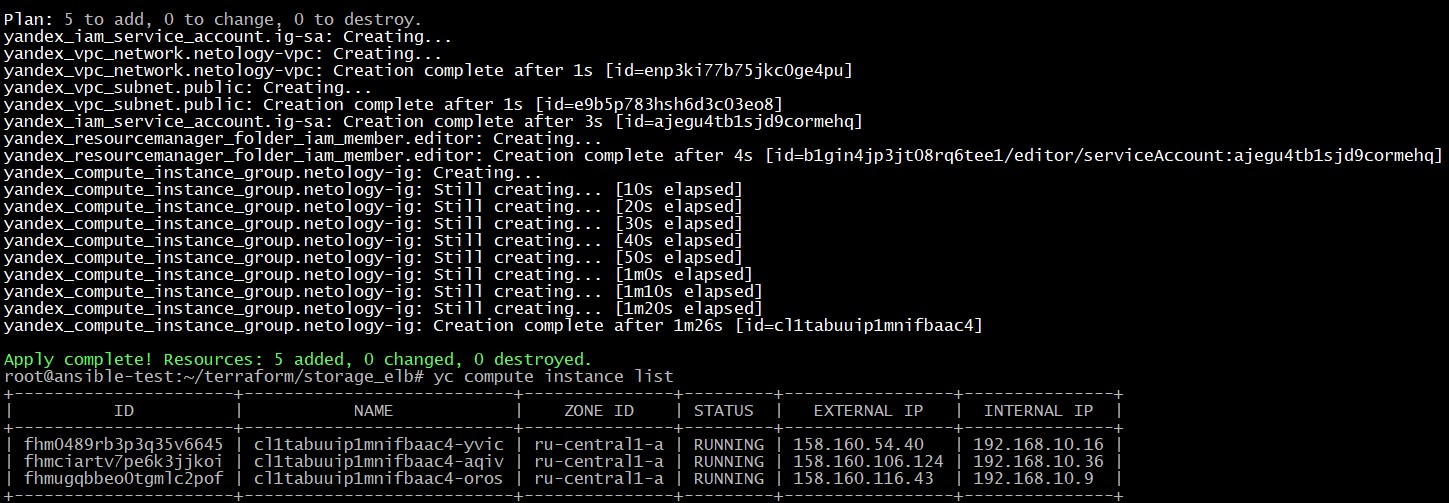 Plan: 5 to add, 0 to change, 0 to destroy.
yandex_iam_service_account.ig-sa: Creating...
yandex_vpc_network.netology-vpc: Creating...
yandex_vpc_network.netology-vpc: Creation complete after 1s [id=enp3ki77b75jkc0ge4pu]
yandex_vpc_subnet.public: Creating...
yandex_vpc_subnet.public: Creation complete after 1s [id=e9b5p783hsh6d3c03eo8]
yandex_iam_service_account.ig-sa: Creation complete after 3s [id=ajegu4tb1sjd9cormehq]
yandex_resourcemanager_folder_iam_member.editor: Creating...
yandex_resourcemanager_folder_iam_member.editor: Creation complete after 4s [id=b1gin4jp3jt08rq6tee1/editor/serviceAccount:ajegu4tb1sjd9cormehq]
yandex_compute_instance_group.netology-ig: Creating...
yandex_compute_instance_group.netology-ig: Still creating... [10s elapsed]
yandex_compute_instance_group.netology-ig: Still creating... [20s elapsed]
yandex_compute_instance_group.netology-ig: Still creating... [30s elapsed]
yandex_compute_instance_group.netology-ig: Still creating... [40s elapsed]
yandex_compute_instance_group.netology-ig: Still creating... [50s elapsed]
yandex_compute_instance_group.netology-ig: Still creating... [1m0s elapsed]
yandex_compute_instance_group.netology-ig: Still creating... [1m10s elapsed]
yandex_compute_instance_group.netology-ig: Still creating... [1m20s elapsed]
yandex_compute_instance_group.netology-ig: Creation complete after 1m26s [id=cl1tabuuip1mnifbaac4]
Apply complete! Resources: 5 added, 0 changed, 0 destroyed.
root@ansible-test:~/terraform/storage_elb# yc compute instance list
+----------------------+---------------------------+---------------+---------+-----------------+---------------+
| ID | NAME | ZONE ID | STATUS | EXTERNAL IP | INTERNAL IP |
+----------------------+---------------------------+---------------+---------+-----------------+---------------+
| fhm0489rb3p3q35v6645 | cl1tabuuip1mnifbaac4-yvic | ru-central1-a | RUNNING | 158.160.54.40 | 192.168.10.16 |
| fhmciartv7pe6k3jjkoi | cl1tabuuip1mnifbaac4-aqiv | ru-central1-a | RUNNING | 158.160.106.124 | 192.168.10.36 |
| fhmugqbbeo0tgmlc2pof | cl1tabuuip1mnifbaac4-oros | ru-central1-a | RUNNING | 158.160.116.43 | 192.168.10.9 |
+----------------------+---------------------------+---------------+---------+-----------------+---------------+